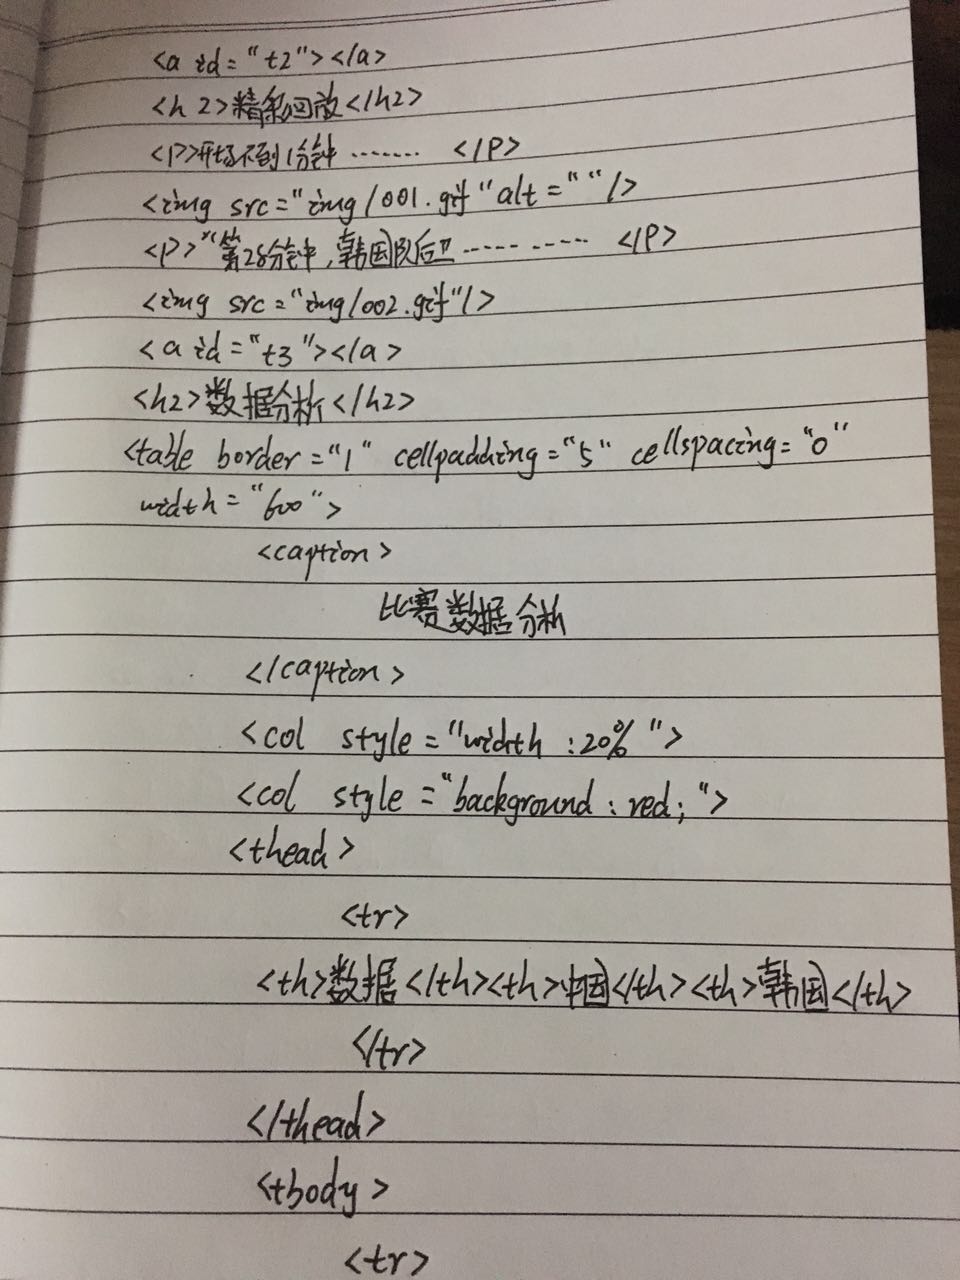 <a id="t2"></a>
<h2>精彩回放</h2>
<P>开场不到1分钟 ······· </P>
<img src="img/001.gif"alt=""/>
<P>"第28分钟,韩国队后卫 ·········· </P>
<img src="img/002.gif"/>
<a id="t3"></a>
<h2>数据分析</h2>
<table border="1" cellpadding="5" cellspacing="0"
width="600">
<caption>
比赛数据分析
</caption>
<col style="width:20%">
<col style="background:red;">
<thead>
<tr>
<th>数据</th><th>中国</th><th>韩国</th>
</tr>
</thead>
<tbody>
<tr>